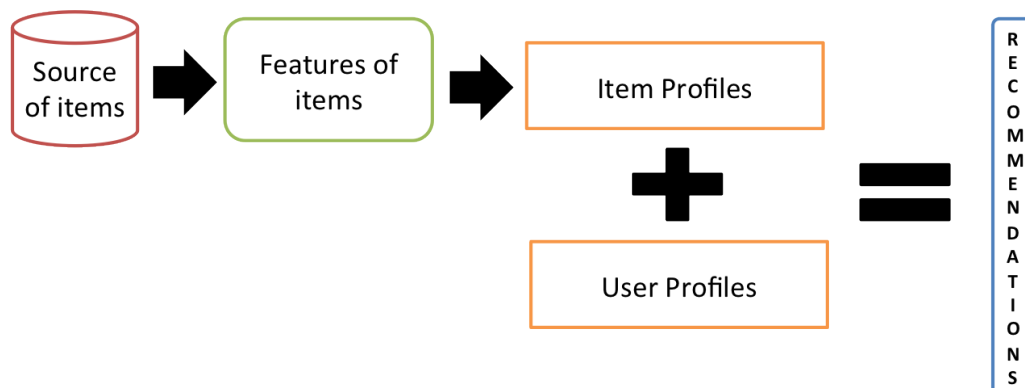 Source
of items
Features of
items
Item Profiles
User Profiles
R
E
C
O
M
M
E
N
D
A
T
I
O
N
S